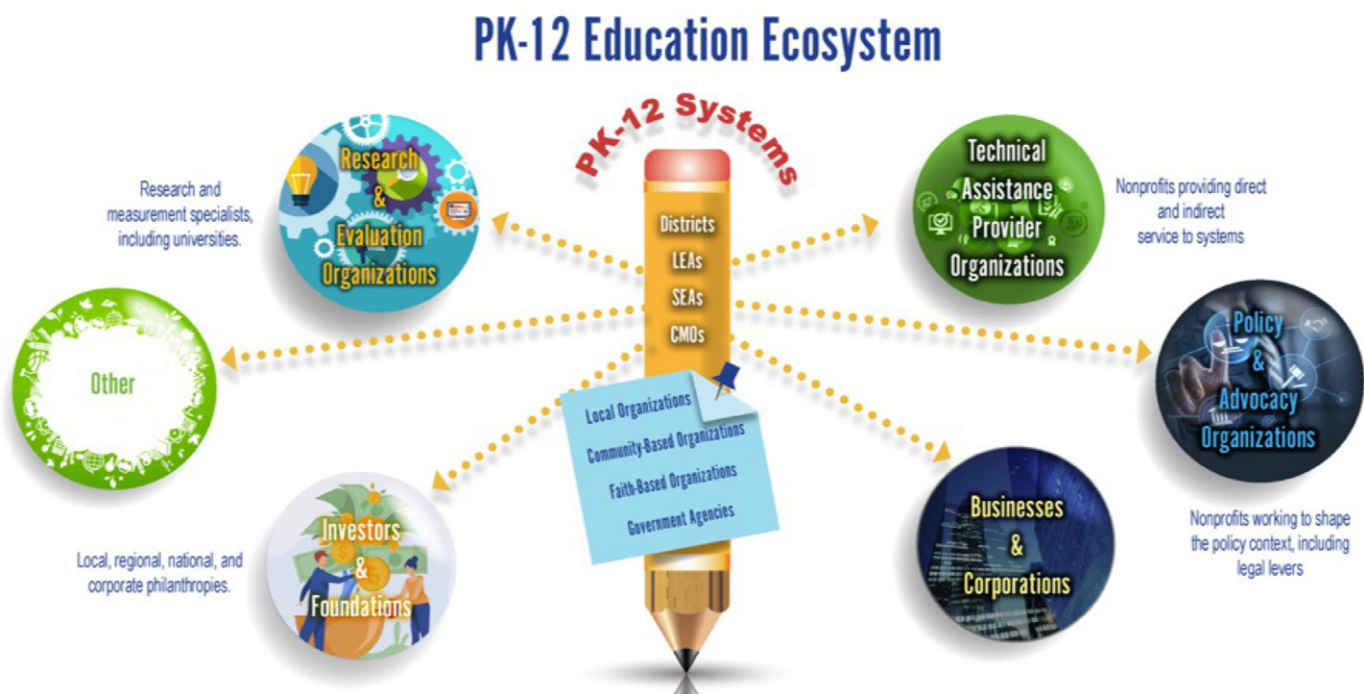 PK-12 Education Ecosystem
PK-12 Systems
Research
&
Evaluation
Organizations
Research and
measurement specialists,
including universities.
Other
Investors
&
Foundations
Local, regional, national, and
corporate philanthropies.
Districts
LEAs
SEAs
CMOs
Local Organizations
Community-Based Organizations
Faith-Based Organizations
Government Agencies
Technical
Assistance
Provider
Organizations
Nonprofits providing direct
and indirect
service to systems
Policy
&
Advocacy
Organizations
Nonprofits working to shape
the policy context, including
legal levers
Businesses
&
Corporations